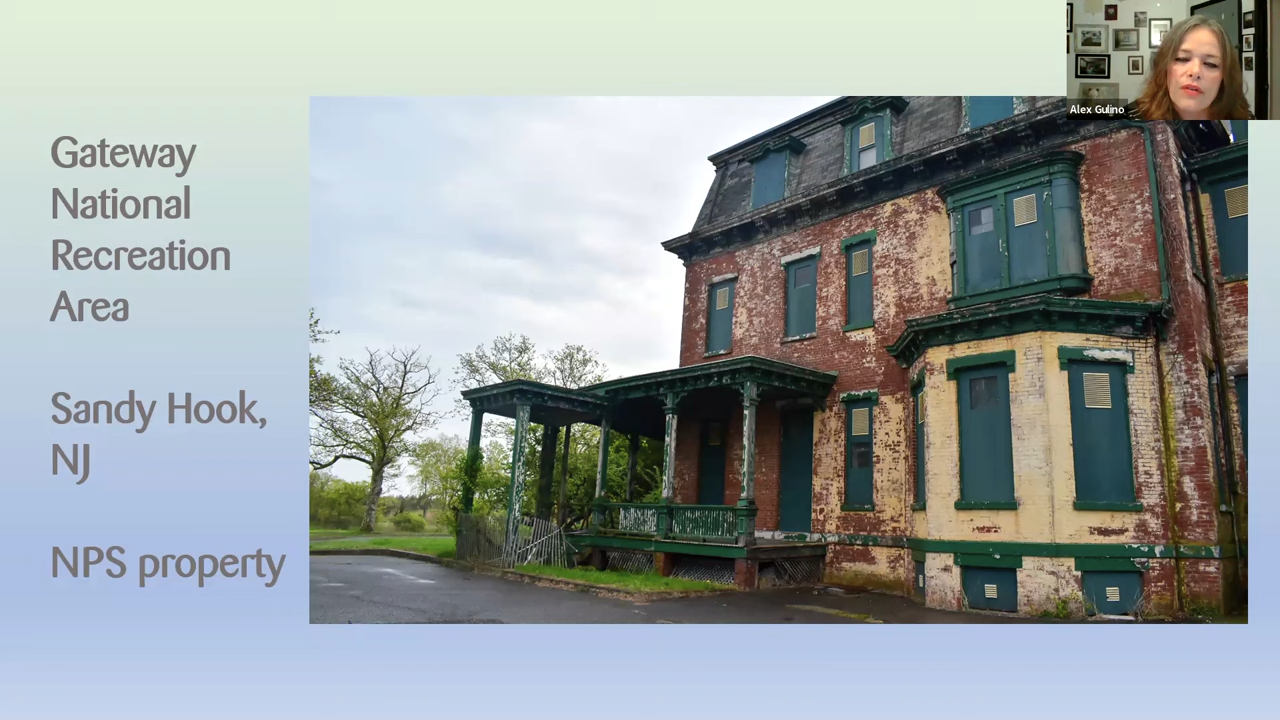 Gateway
National
Recreation
Area
Sandy Hook,
NJ
NPS property
Alex Gulino